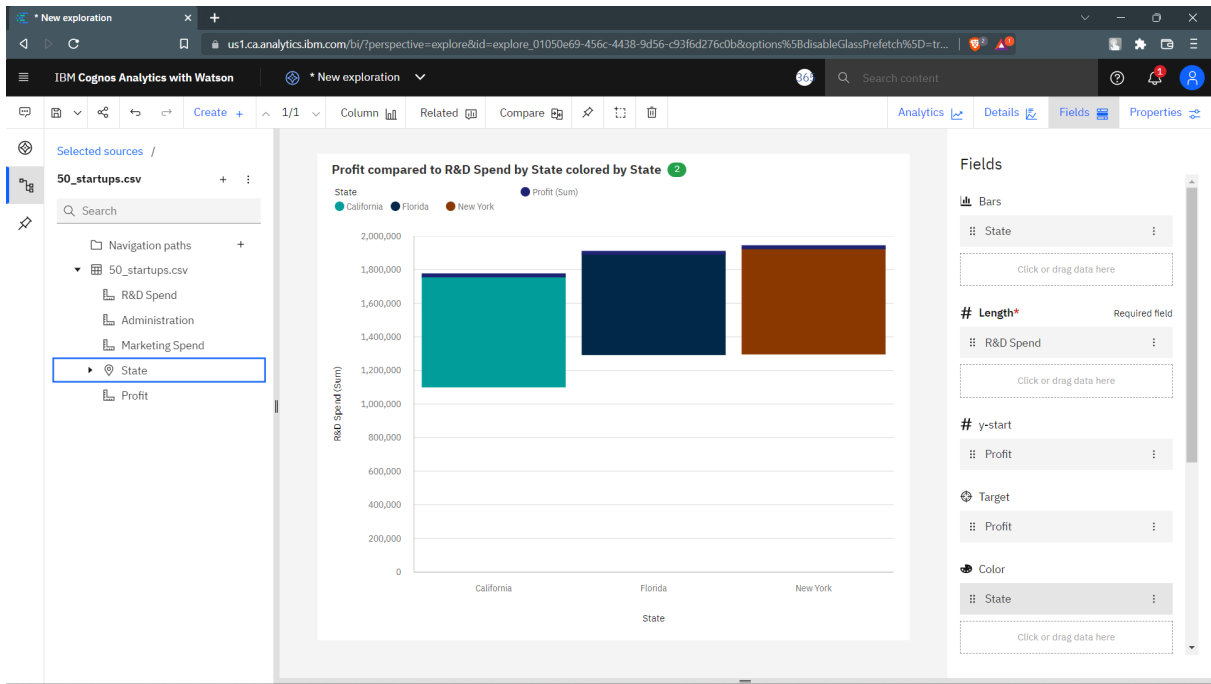 * New exploration
us1.ca.analytics.ibm.com/bi/?perspective=explore&id=explore_01050e69-456c-4438-9d56-c93f6d276c0b&options%5BdisableGlassPrefetch%5D=tr...
IBM Cognos Analytics with Watson
* New exploration
Search content
1
Create +
1/1
Column
Related
Compare
Analytics
Details
Fields
Properties
Selected sources /
50_startups.csv
Search
Navigation paths
50_startups.csv
R&D Spend
Administration
Marketing Spend
State
Profit
Profit compared to R&D Spend by State colored by State 2
State
Profit (Sum)
California Florida New York
2,000,000
1,800,000
1,600,000
1,400,000
1,200,000
1,000,000
800,000
600,000
400,000
200,000
0
R&D Spend (Sum)
California Florida New York
State
Fields
Bars
State
Click or drag data here
# Length* Required field
R&D Spend
Click or drag data here
# y-start
Profit
Target
Profit
Color
State
Click or drag data here